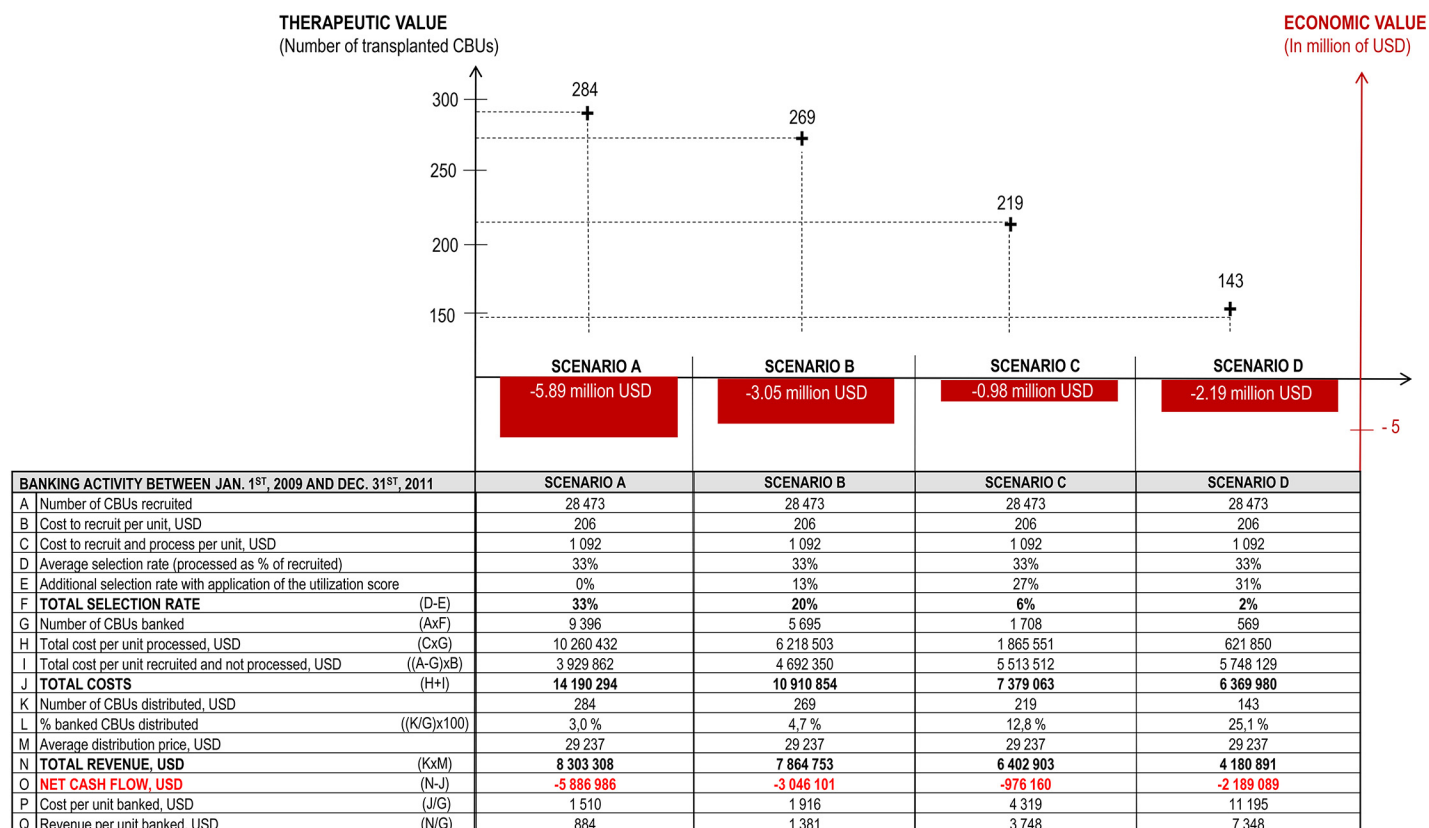 THERAPEUTIC VALUE
(Number of transplanted CBUs)
ECONOMIC VALUE
(In million of USD)
300
250
200
150
284
269
219
143
SCENARIO A
SCENARIO B
SCENARIO C
SCENARIO D
-5.89 million USD
-3.05 million USD
-0.98 million USD
-2.19 million USD
- 5
BANKING ACTIVITY BETWEEN JAN. 1ST, 2009 AND DEC. 31ST, 2011 SCENARIO A SCENARIO B SCENARIO C SCENARIO D
A Number of CBUs recruited 28 473 28 473 28 473 28 473
B Cost to recruit per unit, USD 206 206 206 206
C Cost to recruit and process per unit, USD 1 092 1 092 1 092 1 092
D Average selection rate (processed as % of recruited) 33% 33% 33% 33%
E Additional selection rate with application of the utilization score 0% 13% 27% 31%
F TOTAL SELECTION RATE (D-E) 33% 20% 6% 2%
G Number of CBUs banked (AxF) 9 396 5 695 1 708 569
H Total cost per unit processed, USD (CxG) 10 260 432 6 218 503 1 865 551 621 850
I Total cost per unit recruited and not processed, USD ((A-G)xB) 3 929 862 4 692 350 5 513 512 5 748 129
J TOTAL COSTS (H+I) 14 190 294 10 910 854 7 379 063 6 369 980
K Number of CBUs distributed, USD 284 269 219 143
L % banked CBUs distributed ((K/G)x100) 3,0 % 4,7 % 12,8 % 25,1 %
M Average distribution price, USD 29 237 29 237 29 237 29 237
N TOTAL REVENUE, USD (KxM) 8 303 308 7 864 753 6 402 903 4 180 891
O NET CASH FLOW, USD (N-J) -5 886 986 -3 046 101 -976 160 -2 189 089
P Cost per unit banked, USD (J/G) 1 510 1 916 4 319 11 195
Q Revenue per unit banked, USD (N/G) 884 1 381 3 748 7 348